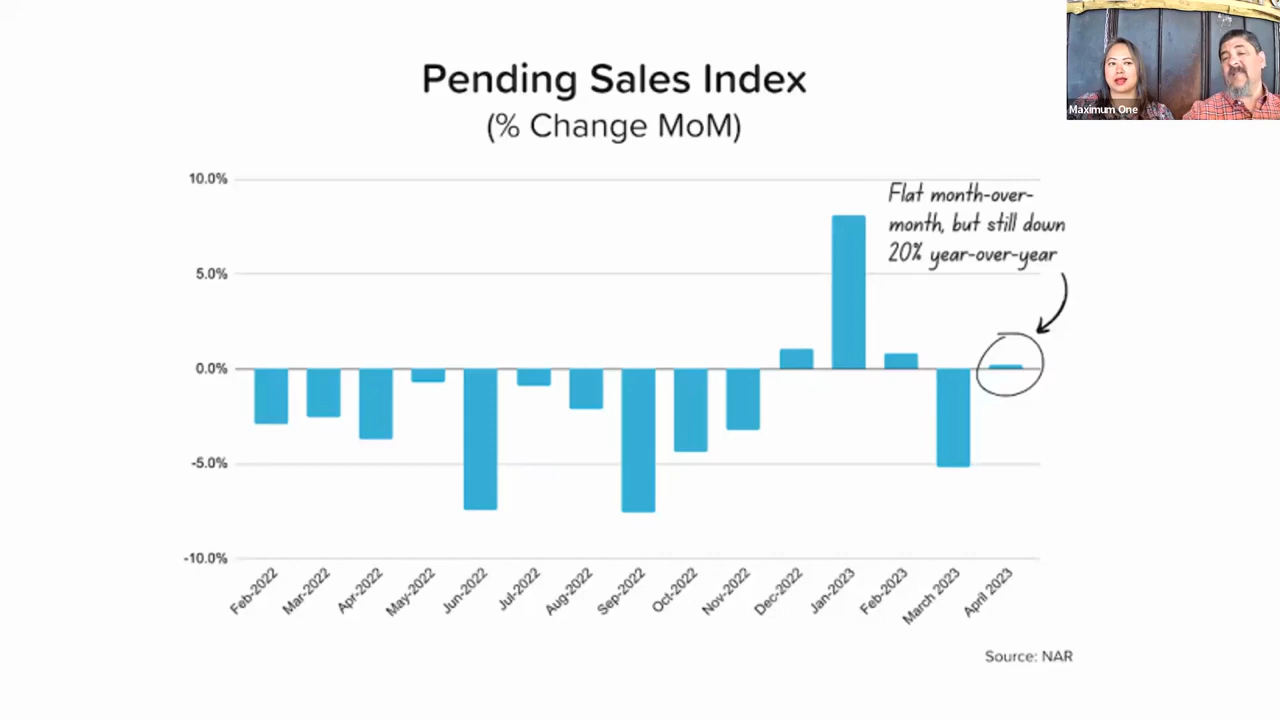 Maximum One
Pending Sales Index
(% Change MoM)
10.0%
5.0%
0.0%
-5.0%
-10.0%
Flat month-over-
month, but still down
20% year-over-year
Feb-2022
Mar-2022
Apr-2022
May-2022
Jun-2022
Jul-2022
Aug-2022
Sep-2022
Oct-2022
Nov-2022
Dec-2022
Jan-2023
Feb-2023
March 2023
April 2023
Source: NAR